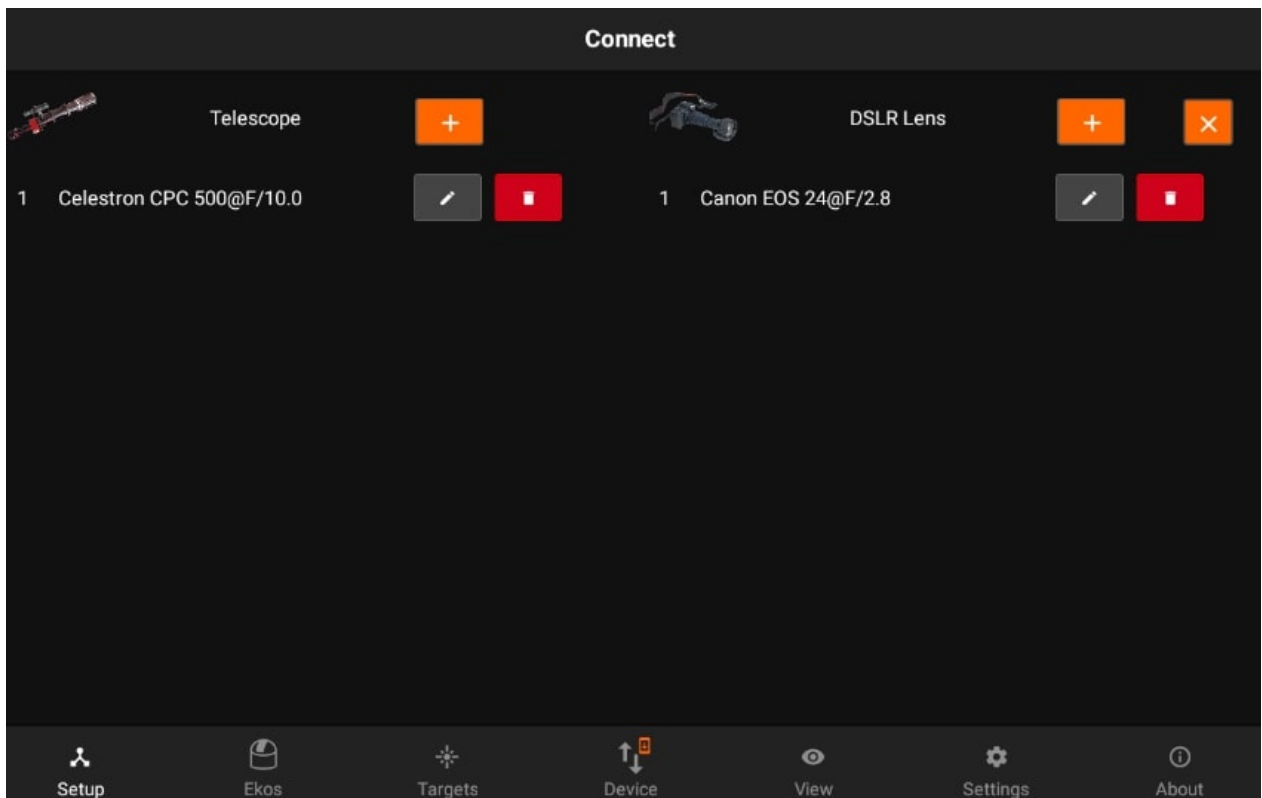 Connect
Telescope
DSLR Lens
1 Celestron CPC 500@F/10.0
1 Canon EOS 24@F/2.8
Setup Ekos Targets Device View Settings About